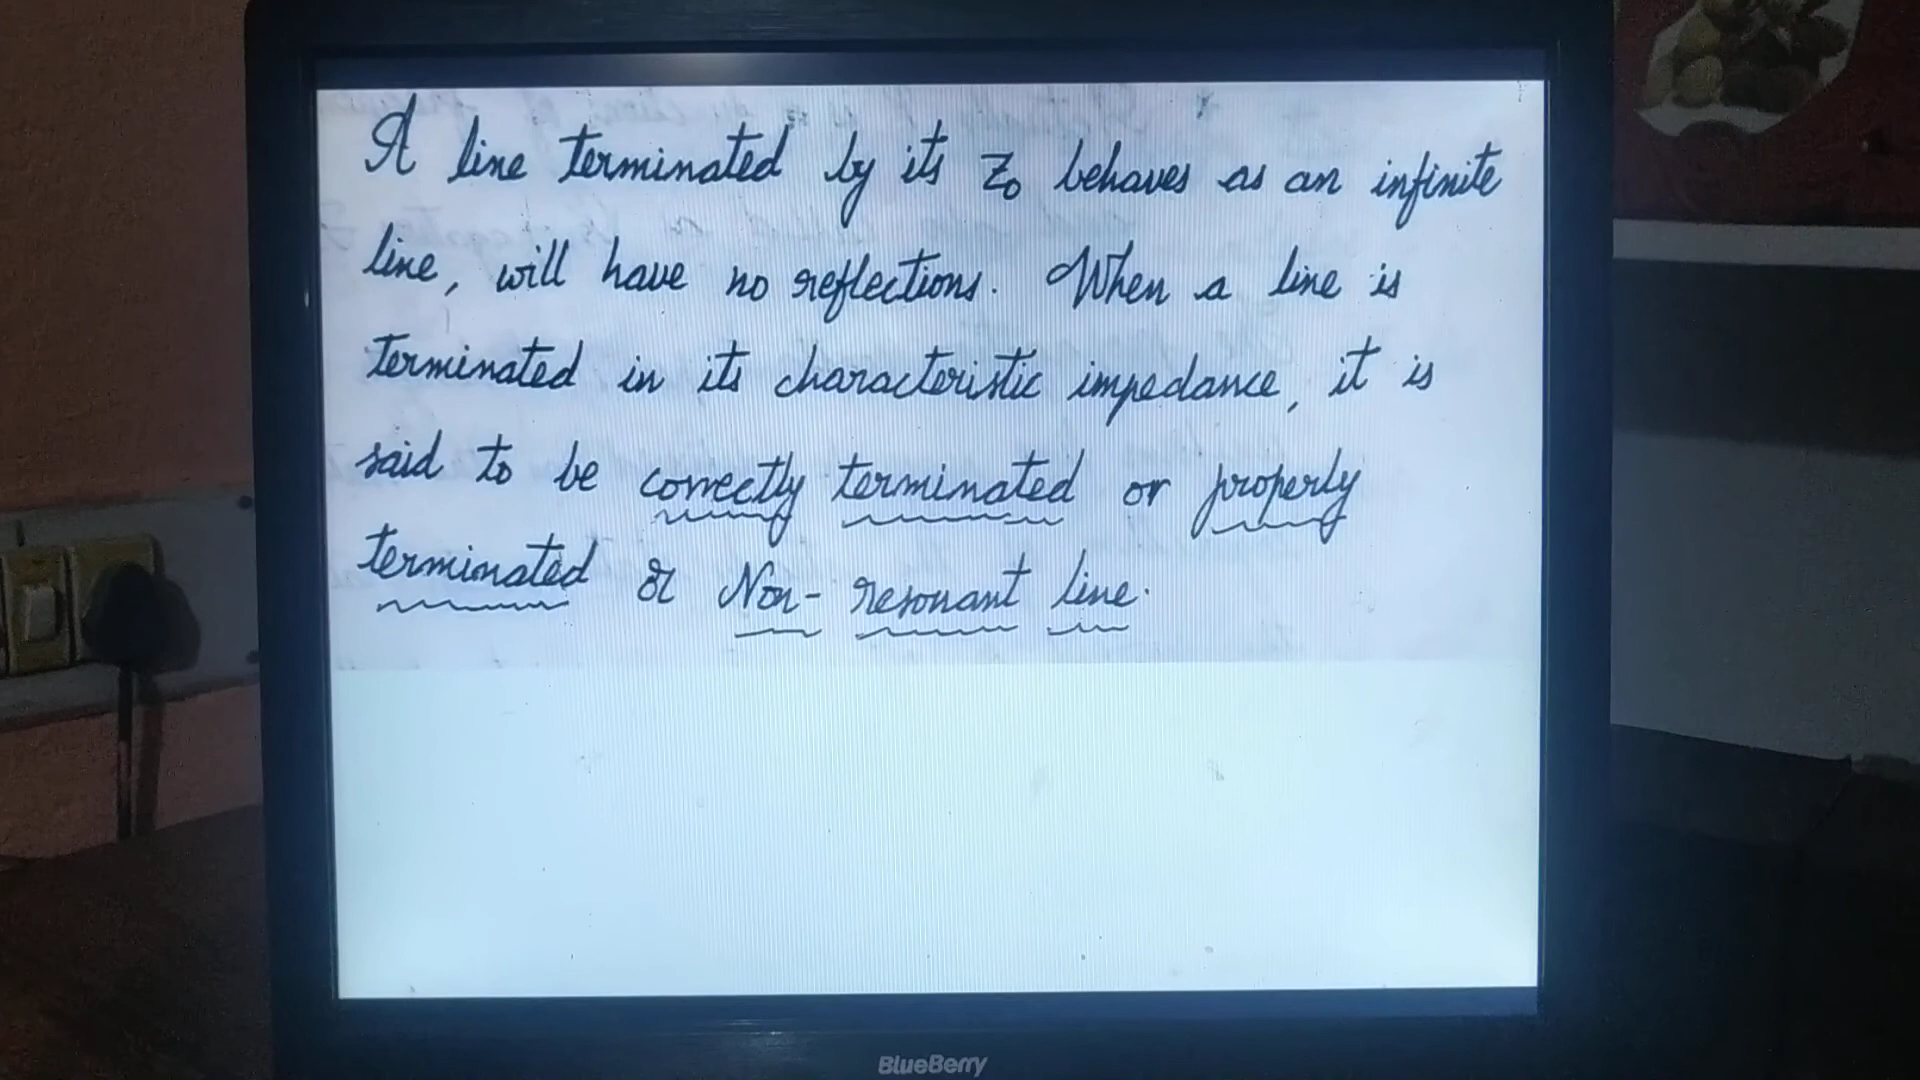 A line terminated by its Z₀ behaves as an infinite
line, will have no reflections. When a line is
terminated in its characteristic impedance, it is
said to be correctly terminated or properly
terminated or Non-resonant line.
BlueBerry